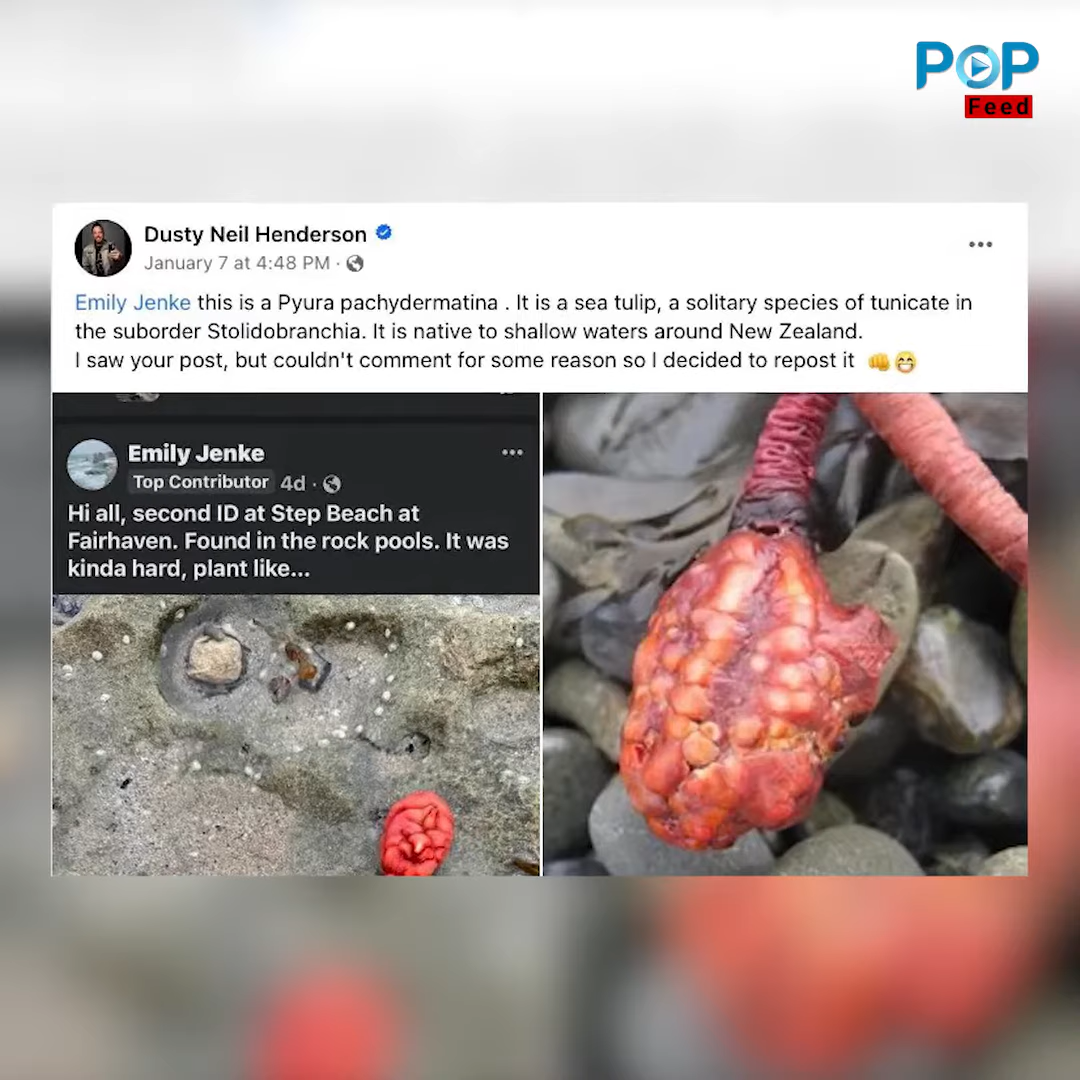 POP
Feed
Dusty Neil Henderson
January 7 at 4:48 PM ·
Emily Jenke this is a Pyura pachydermatina . It is a sea tulip, a solitary species of tunicate in
the suborder Stolidobranchia. It is native to shallow waters around New Zealand.
I saw your post, but couldn't comment for some reason so I decided to repost it 👊😁
Emily Jenke
Top Contributor 4d ·
Hi all, second ID at Step Beach at
Fairhaven. Found in the rock pools. It was
kinda hard, plant like...